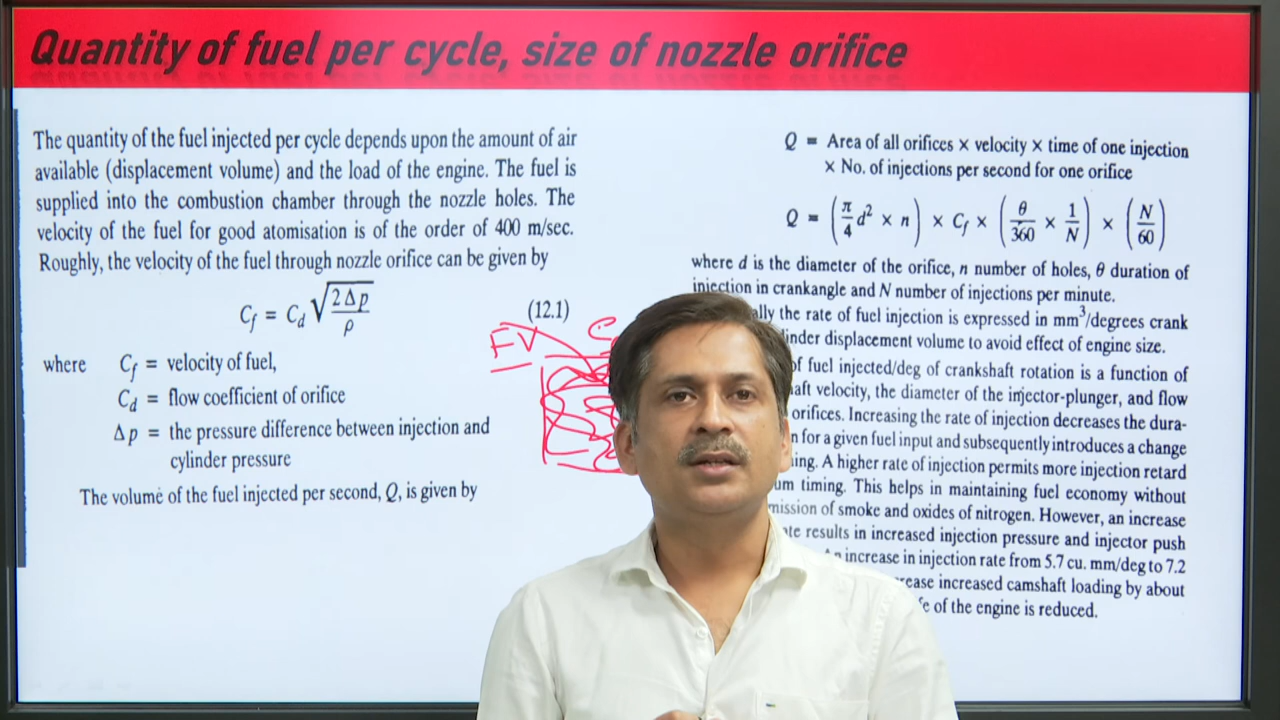 Quantity of fuel per cycle, size of nozzle orifice
The quantity of the fuel injected per cycle depends upon the amount of air
available (displacement volume) and the load of the engine. The fuel is
supplied into the combustion chamber through the nozzle holes. The
velocity of the fuel for good atomisation is of the order of 400 m/sec.
Roughly, the velocity of the fuel through nozzle orifice can be given by
C_f = C_d √(2 Δp / ρ) (12.1)
where C_f = velocity of fuel,
C_d = flow coefficient of orifice
Δp = the pressure difference between injection and
cylinder pressure
The volume of the fuel injected per second, Q, is given by
FV
Q = Area of all orifices × velocity × time of one injection
× No. of injections per second for one orifice
Q = (π/4 d² × n) × C_f × (θ/360 × 1/N) × (N/60)
where d is the diameter of the orifice, n number of holes, θ duration of
injection in crankangle and N number of injections per minute.
the rate of fuel injection is expressed in mm³/degrees crank
displacement volume to avoid effect of engine size.
of fuel injected/deg of crankshaft rotation is a function of
velocity, the diameter of the injector-plunger, and flow
orifices. Increasing the rate of injection decreases the dura-
for a given fuel input and subsequently introduces a change
A higher rate of injection permits more injection retard
timing. This helps in maintaining fuel economy without
of smoke and oxides of nitrogen. However, an increase
results in increased injection pressure and injector push
increase in injection rate from 5.7 cu. mm/deg to 7.2
increased camshaft loading by about
of the engine is reduced.